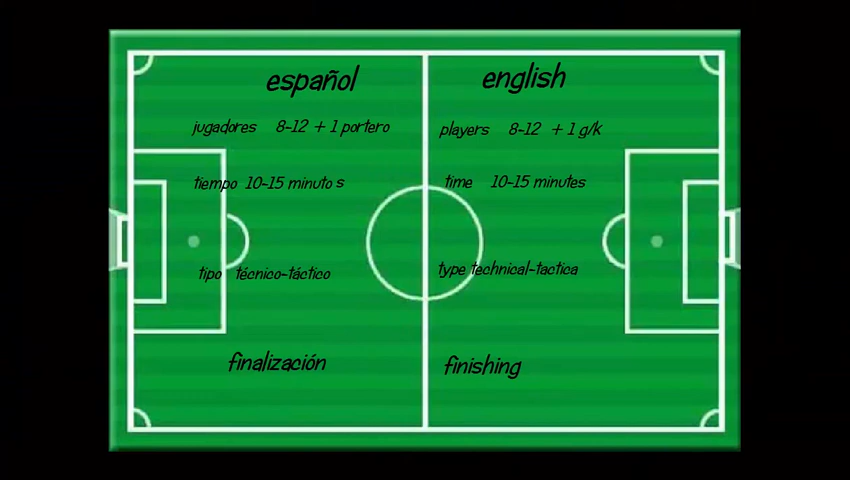 español
jugadores 8-12 + 1 portero
tiempo 10-15 minuto s
tipo técnico-táctico
finalización
english
players 8-12 + 1 g/k
time 10-15 minutes
type technical-tactica
finishing